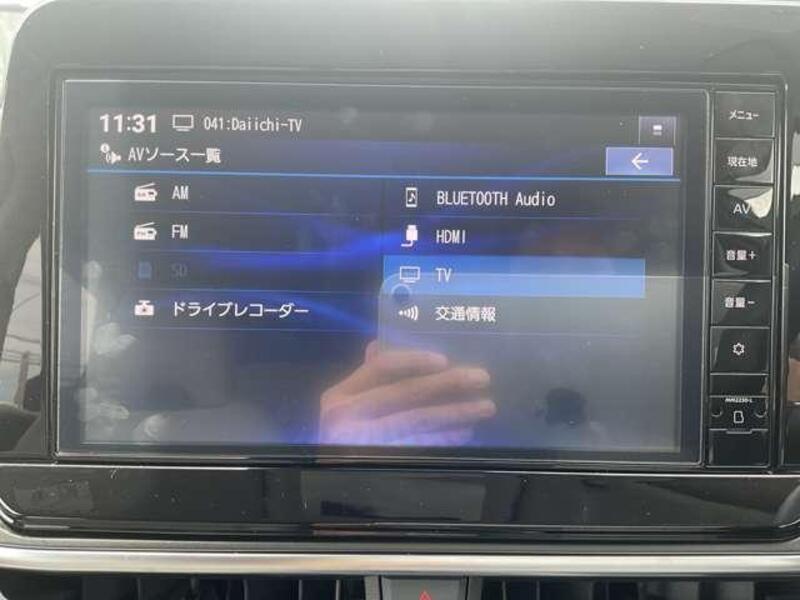 11:31 041:Daiichi-TV
AVソース一覧
AM
FM
SD
ドライブレコーダー
BLUETOOTH Audio
HDMI
TV
交通情報
メニュー
現在地
AV
音量+
音量-
MM223D-L